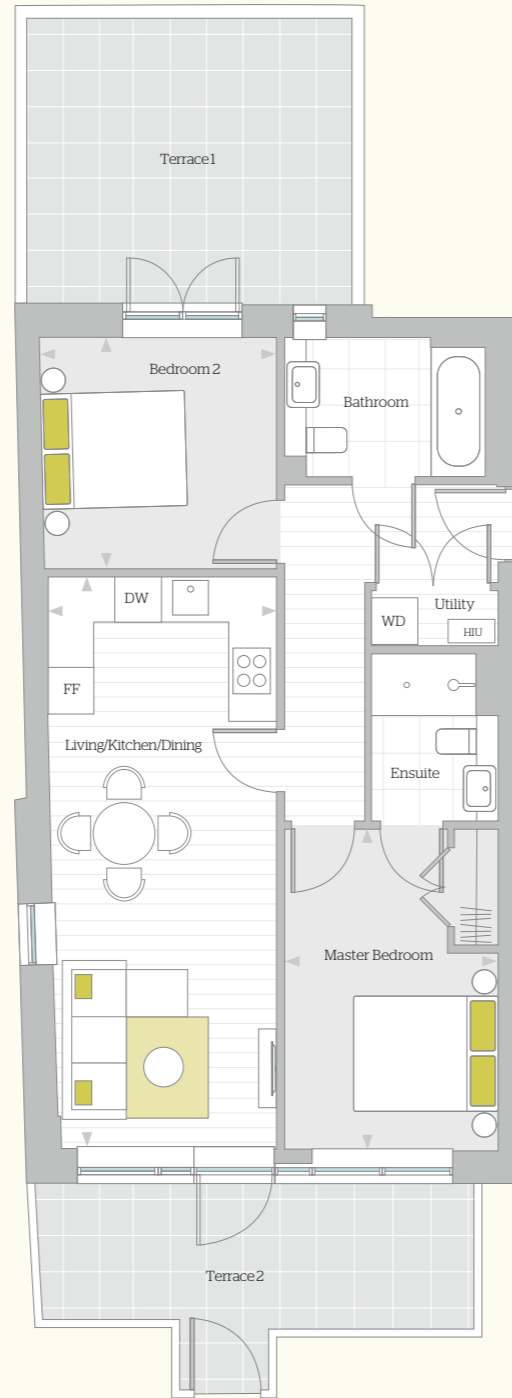 Terrace 1
Bedroom 2
Bathroom
DW
Utility
WD
HIU
FF
Living/Kitchen/Dining
Ensuite
Master Bedroom
Terrace 2